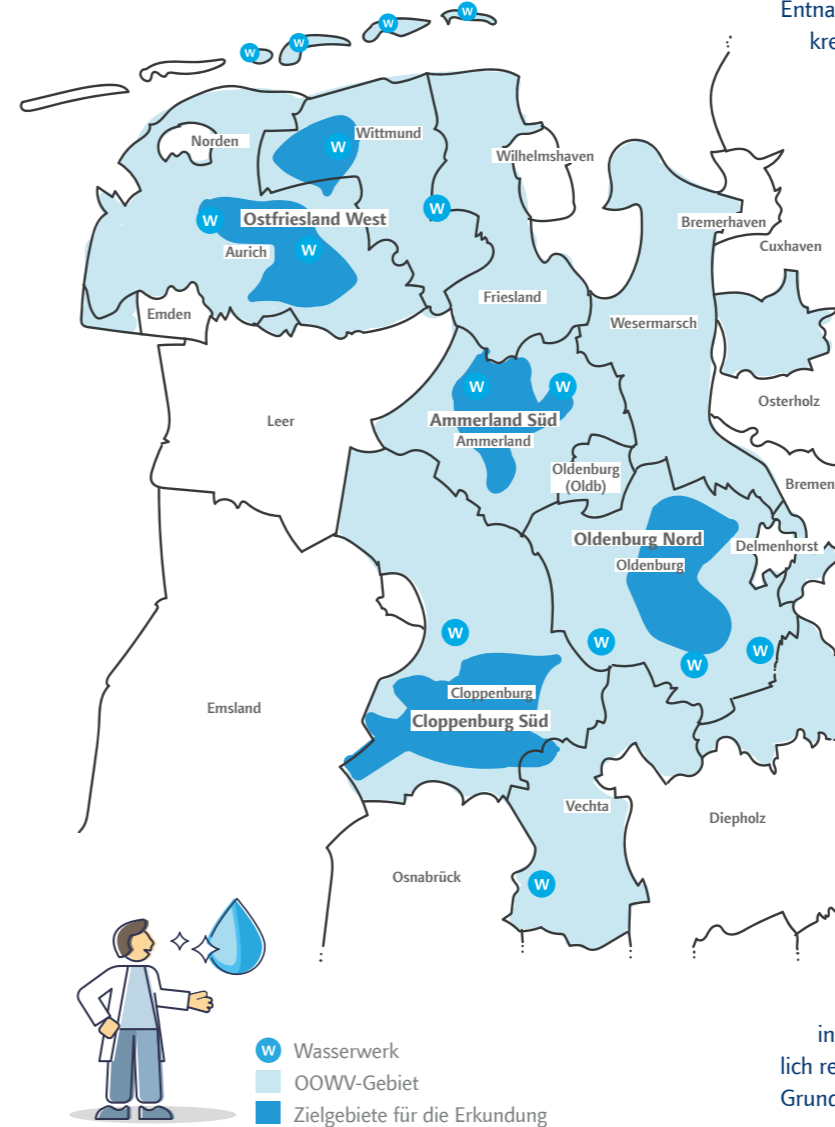 Entna
kre
W
W
W
W
Norden
Wittmund
W
Wilhelmshaven
W
Ostfriesland West
W
Aurich
W
Bremerhaven
Cuxhaven
Emden
Friesland
Wesermarsch
Leer
W
W
Ammerland Süd
Ammerland
Osterholz
Oldenburg
(Oldb)
Bremen
Oldenburg Nord
Oldenburg
Delmenhorst
W
W
W
W
Emsland
Cloppenburg
Cloppenburg Süd
Vechta
Diepholz
Osnabrück
W
W Wasserwerk
OOWV-Gebiet
Zielgebiete für die Erkundung
in
lich re
Grund